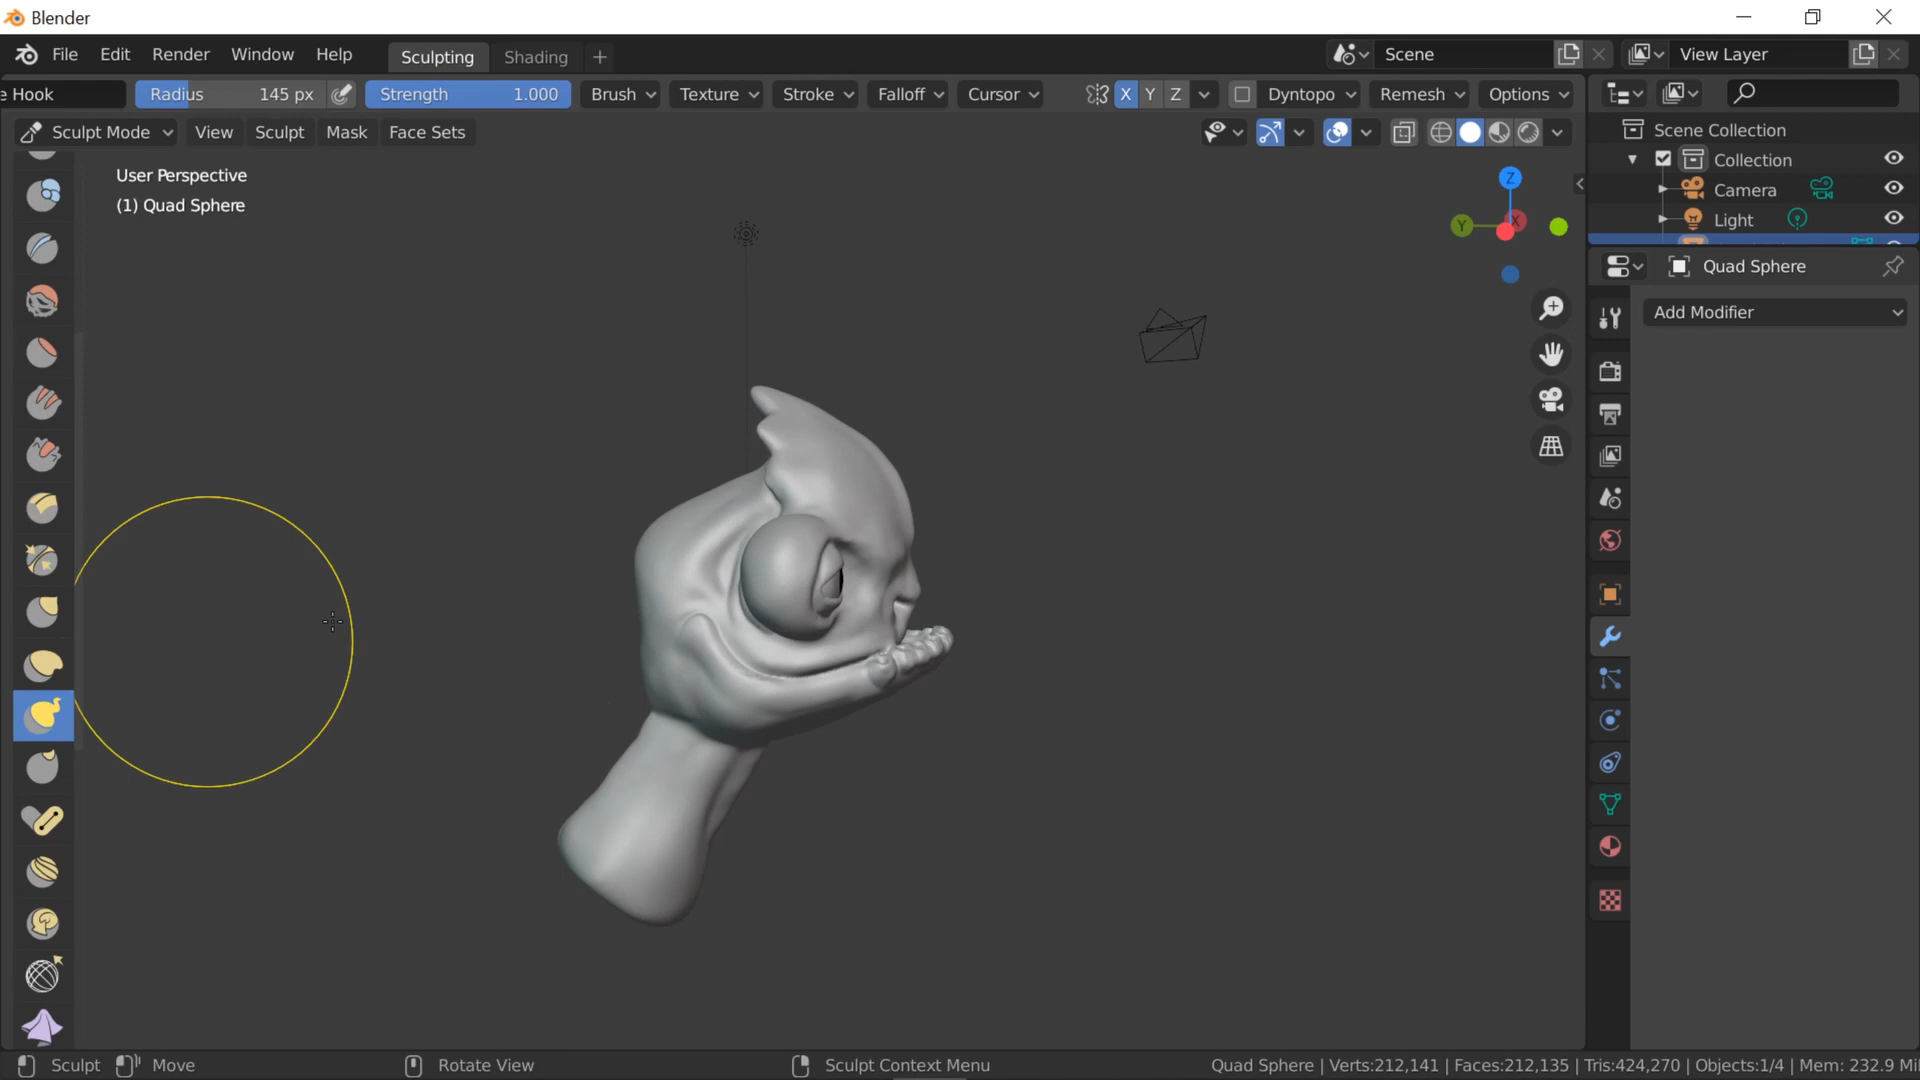 Blender
File Edit Render Window Help Sculpting Shading + Scene View Layer
e Hook Radius 145 px Strength 1.000 Brush Texture Stroke Falloff Cursor X Y Z Dyntopo Remesh Options
Sculpt Mode View Sculpt Mask Face Sets
Scene Collection
Collection
Camera
Light
User Perspective
(1) Quad Sphere
Z
Y X
Quad Sphere
Add Modifier
Sculpt Move Rotate View Sculpt Context Menu Quad Sphere | Verts:212,141 | Faces:212,135 | Tris:424,270 | Objects:1/4 | Mem: 232.9 Mi